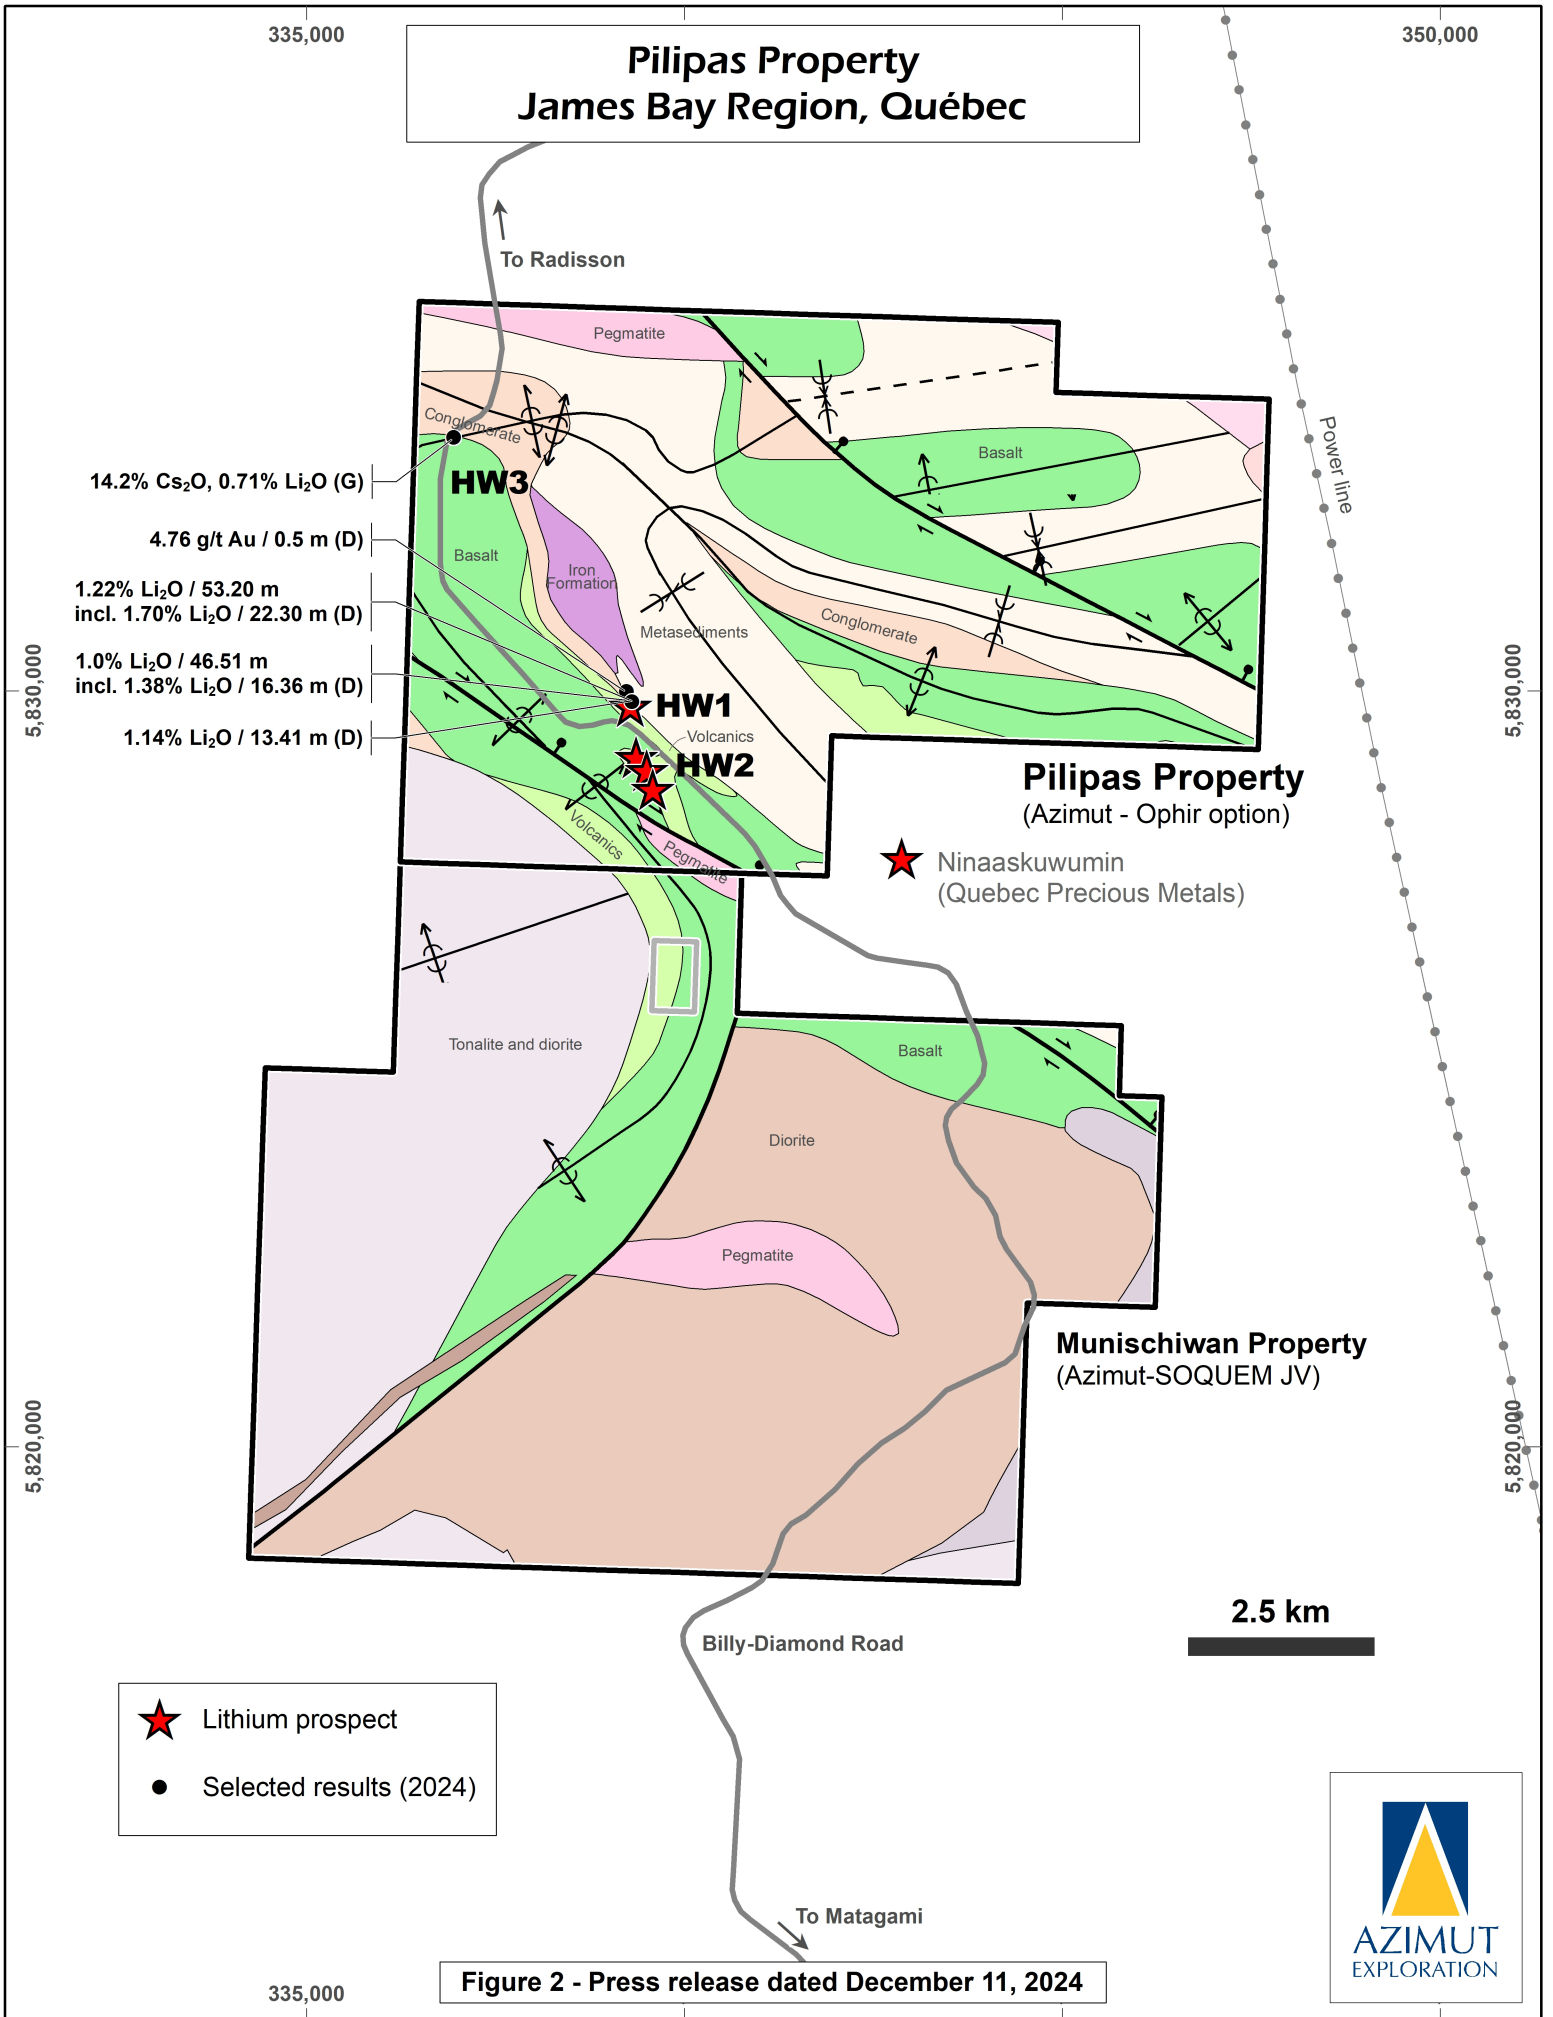 335,000
350,000
Pilipas Property
James Bay Region, Québec
To Radisson
Pegmatite
Conglomerate
Basalt
Power line
14.2% Cs₂O, 0.71% Li₂O (G)
HW3
4.76 g/t Au / 0.5 m (D)
Basalt
Iron
Formation
1.22% Li₂O / 53.20 m
incl. 1.70% Li₂O / 22.30 m (D)
Metasediments
Conglomerate
1.0% Li₂O / 46.51 m
incl. 1.38% Li₂O / 16.36 m (D)
5,830,000
5,830,000
HW1
1.14% Li₂O / 13.41 m (D)
Volcanics
HW2
Pilipas Property
(Azimut - Ophir option)
Volcanics
Pegmatite
Ninaaskuwumin
(Quebec Precious Metals)
Tonalite and diorite
Basalt
Diorite
Pegmatite
Munischiwan Property
(Azimut-SOQUEM JV)
5,820,000
5,820,000
2.5 km
Billy-Diamond Road
Lithium prospect
Selected results (2024)
To Matagami
AZIMUT
EXPLORATION
Figure 2 - Press release dated December 11, 2024
335,000